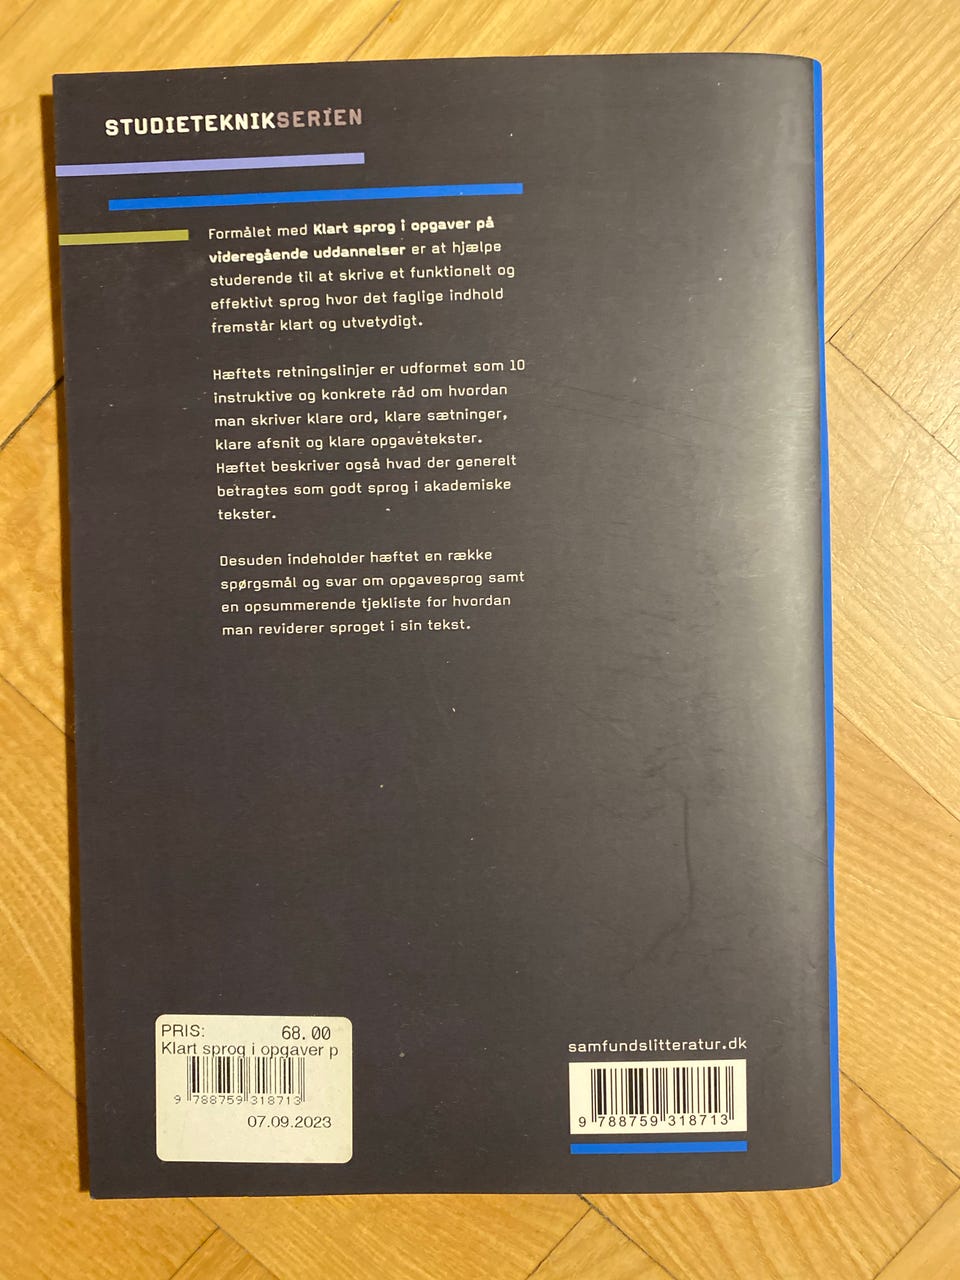 STUDIETEKNIKSERIEN
Formålet med Klart sprog i opgaver på
videregående uddannelser er at hjælpe
studerende til at skrive et funktionelt og
effektivt sprog hvor det faglige indhold
fremstår klart og utvetydigt.
Hæftets retningslinjer er udformet som 10
instruktive og konkrete råd om hvordan
man skriver klare ord, klare sætninger,
klare afsnit og klare opgavetekster.
Hæftet beskriver også hvad der generelt
betragtes som godt sprog i akademiske
tekster.
Desuden indeholder hæftet en række
spørgsmål og svar om opgavesprog samt
en opsummerende tjekliste for hvordan
man reviderer sproget i sin tekst.
PRIS: 68.00
Klart sprog i opgaver p
9 788759 318713
07.09.2023
samfundslitteratur.dk
9 788759 318713